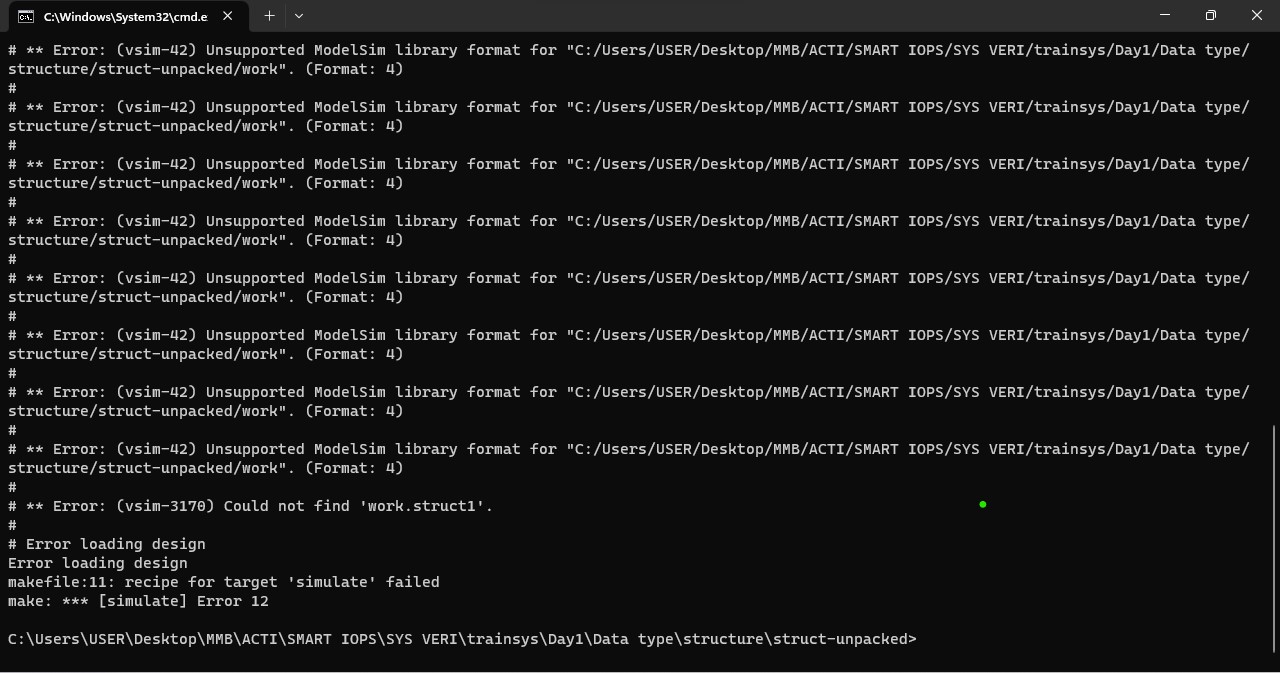 C:\Windows\System32\cmd.e
# ** Error: (vsim-42) Unsupported ModelSim library format for "C:/Users/USER/Desktop/MMB/ACTI/SMART IOPS/SYS VERI/trainsys/Day1/Data type/
structure/struct-unpacked/work". (Format: 4)
#
# ** Error: (vsim-42) Unsupported ModelSim library format for "C:/Users/USER/Desktop/MMB/ACTI/SMART IOPS/SYS VERI/trainsys/Day1/Data type/
structure/struct-unpacked/work". (Format: 4)
#
# ** Error: (vsim-42) Unsupported ModelSim library format for "C:/Users/USER/Desktop/MMB/ACTI/SMART IOPS/SYS VERI/trainsys/Day1/Data type/
structure/struct-unpacked/work". (Format: 4)
#
# ** Error: (vsim-42) Unsupported ModelSim library format for "C:/Users/USER/Desktop/MMB/ACTI/SMART IOPS/SYS VERI/trainsys/Day1/Data type/
structure/struct-unpacked/work". (Format: 4)
#
# ** Error: (vsim-42) Unsupported ModelSim library format for "C:/Users/USER/Desktop/MMB/ACTI/SMART IOPS/SYS VERI/trainsys/Day1/Data type/
structure/struct-unpacked/work". (Format: 4)
#
# ** Error: (vsim-42) Unsupported ModelSim library format for "C:/Users/USER/Desktop/MMB/ACTI/SMART IOPS/SYS VERI/trainsys/Day1/Data type/
structure/struct-unpacked/work". (Format: 4)
#
# ** Error: (vsim-42) Unsupported ModelSim library format for "C:/Users/USER/Desktop/MMB/ACTI/SMART IOPS/SYS VERI/trainsys/Day1/Data type/
structure/struct-unpacked/work". (Format: 4)
#
# ** Error: (vsim-42) Unsupported ModelSim library format for "C:/Users/USER/Desktop/MMB/ACTI/SMART IOPS/SYS VERI/trainsys/Day1/Data type/
structure/struct-unpacked/work". (Format: 4)
#
# ** Error: (vsim-3170) Could not find 'work.struct1'.
#
# Error loading design
Error loading design
makefile:11: recipe for target 'simulate' failed
make: *** [simulate] Error 12
C:\Users\USER\Desktop\MMB\ACTI\SMART IOPS\SYS VERI\trainsys\Day1\Data type\structure\struct-unpacked>